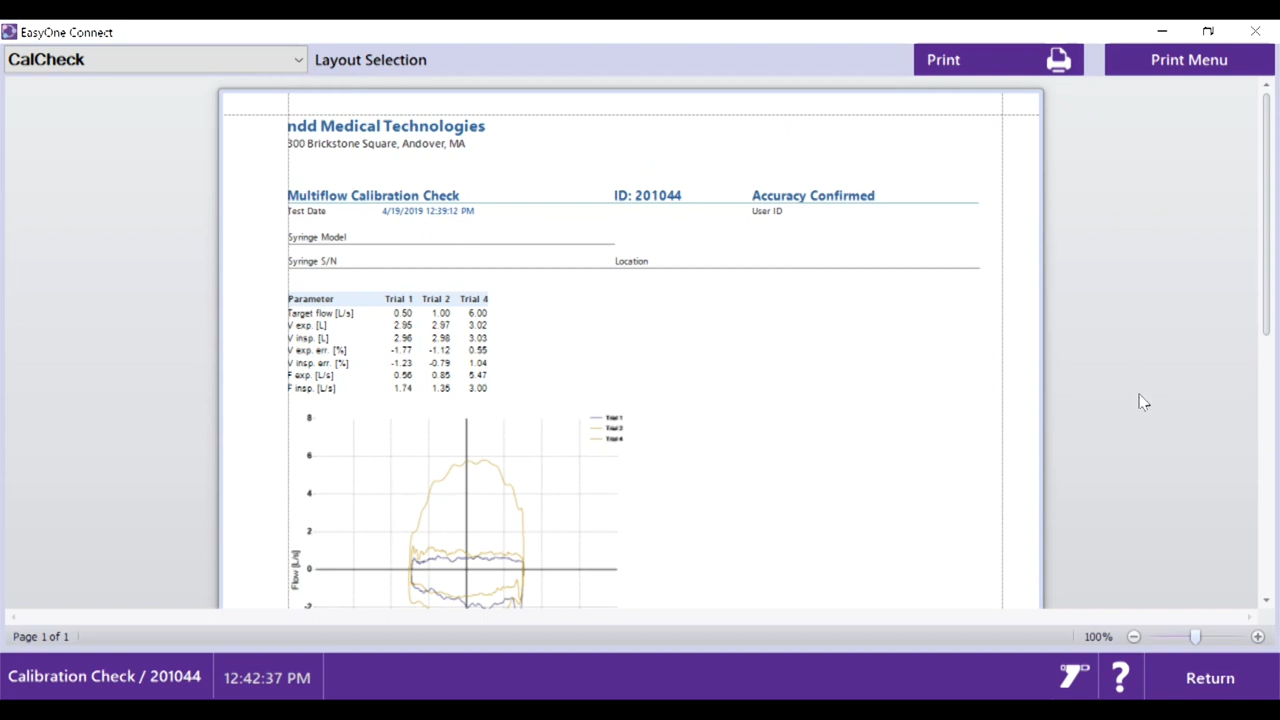 EasyOne Connect
CalCheck Layout Selection Print Print Menu
ndd Medical Technologies
300 Brickstone Square, Andover, MA
Multiflow Calibration Check ID: 201044 Accuracy Confirmed
Test Date 4/19/2019 12:39:12 PM User ID
Syringe Model
Syringe S/N Location
Parameter Trial 1 Trial 2 Trial 4
Target flow [L/s] 0.50 1.00 6.00
V exp. [L] 2.95 2.97 3.02
V insp. [L] 2.96 2.98 3.03
V exp. err. [%] -1.77 -1.12 0.55
V insp. err. [%] -1.23 -0.79 1.04
F exp. [L/s] 0.56 0.85 5.47
F insp. [L/s] 1.74 1.35 3.00
8
Trial 1
Trial 2
Trial 4
6
4
2
0
-2
Flow [L/s]
Page 1 of 1 100%
Calibration Check / 201044 12:42:37 PM ? Return